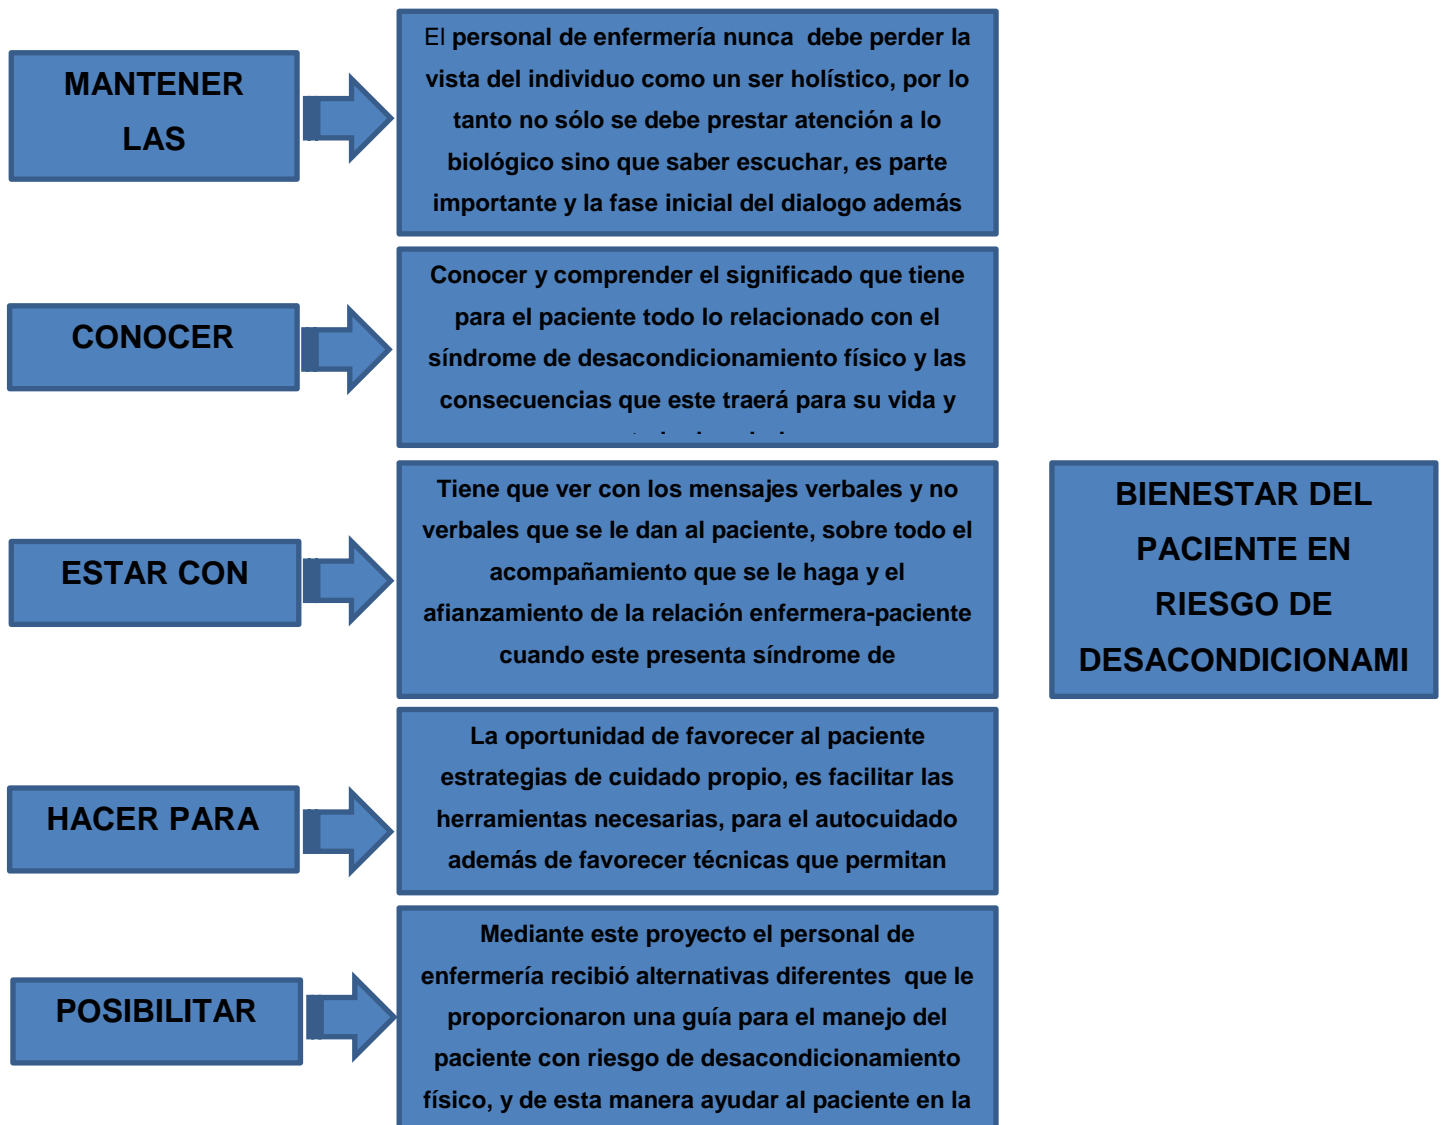 MANTENER
LAS
El personal de enfermería nunca  debe perder la
vista del individuo como un ser holístico, por lo
tanto no sólo se debe prestar atención a lo
biológico sino que saber escuchar, es parte
importante y la fase inicial del dialogo además
CONOCER
Conocer y comprender el significado que tiene
para el paciente todo lo relacionado con el
síndrome de desacondicionamiento físico y las
consecuencias que este traerá para su vida y
ESTAR CON
Tiene que ver con los mensajes verbales y no
verbales que se le dan al paciente, sobre todo el
acompañamiento que se le haga y el
afianzamiento de la relación enfermera-paciente
cuando este presenta síndrome de
BIENESTAR DEL
PACIENTE EN
RIESGO DE
DESACONDICIONAMI
HACER PARA
La oportunidad de favorecer al paciente
estrategias de cuidado propio, es facilitar las
herramientas necesarias, para el autocuidado
además de favorecer técnicas que permitan
POSIBILITAR
Mediante este proyecto el personal de
enfermería recibió alternativas diferentes  que le
proporcionaron una guía para el manejo del
paciente con riesgo de desacondicionamiento
físico, y de esta manera ayudar al paciente en la